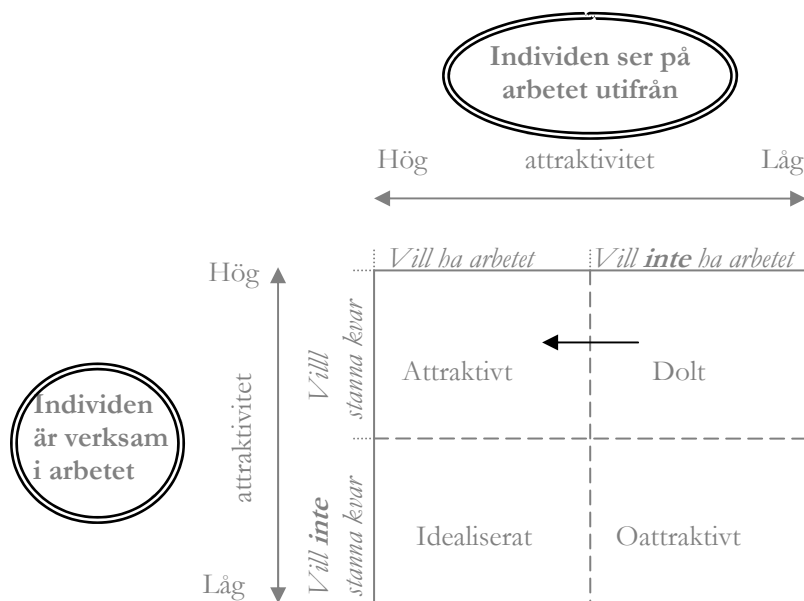 Individen ser på
arbetet utifrån
Hög attraktivitet Låg
Vill ha arbetet Vill inte ha arbetet
Hög
attraktivitet
Låg
Individen
är verksam
i arbetet
Villl
stanna kvar
Vill inte
stanna kvar
Attraktivt Dolt
Idealiserat Oattraktivt